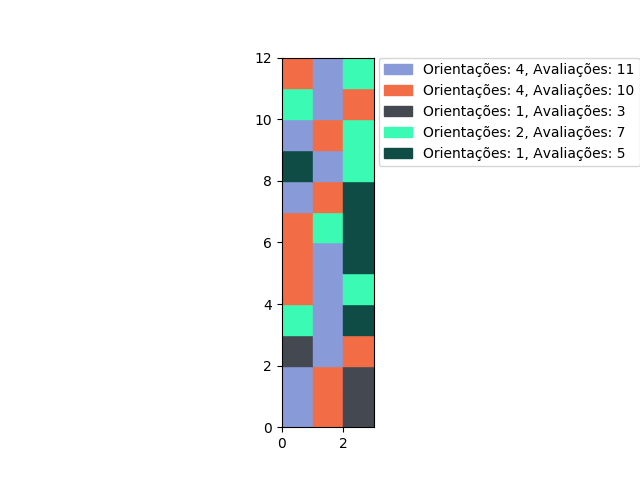 12
10
8
6
4
2
0
0 2
Orientações: 4, Avaliações: 11
Orientações: 4, Avaliações: 10
Orientações: 1, Avaliações: 3
Orientações: 2, Avaliações: 7
Orientações: 1, Avaliações: 5